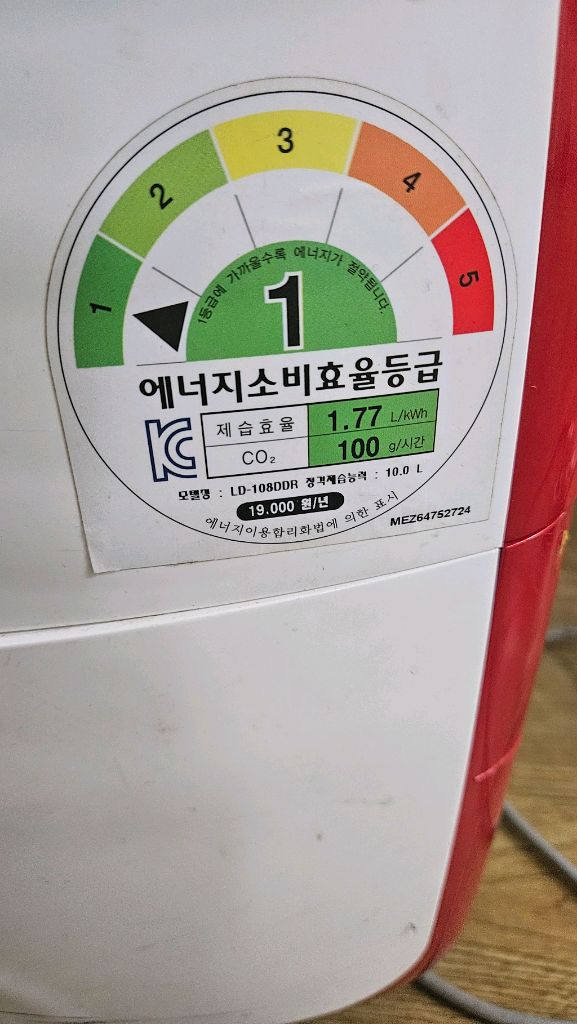 1
2
3
4
5
1등급에 가까울수록 에너지가 절약됩니다.
1
에너지소비효율등급
KC
제습효율 1.77 L/kWh
CO₂ 100 g/시간
모델명 : LD-108DDR 정격제습능력 : 10.0 L
19.000 원/년
에너지이용합리화법에 의한 표시
MEZ64752724